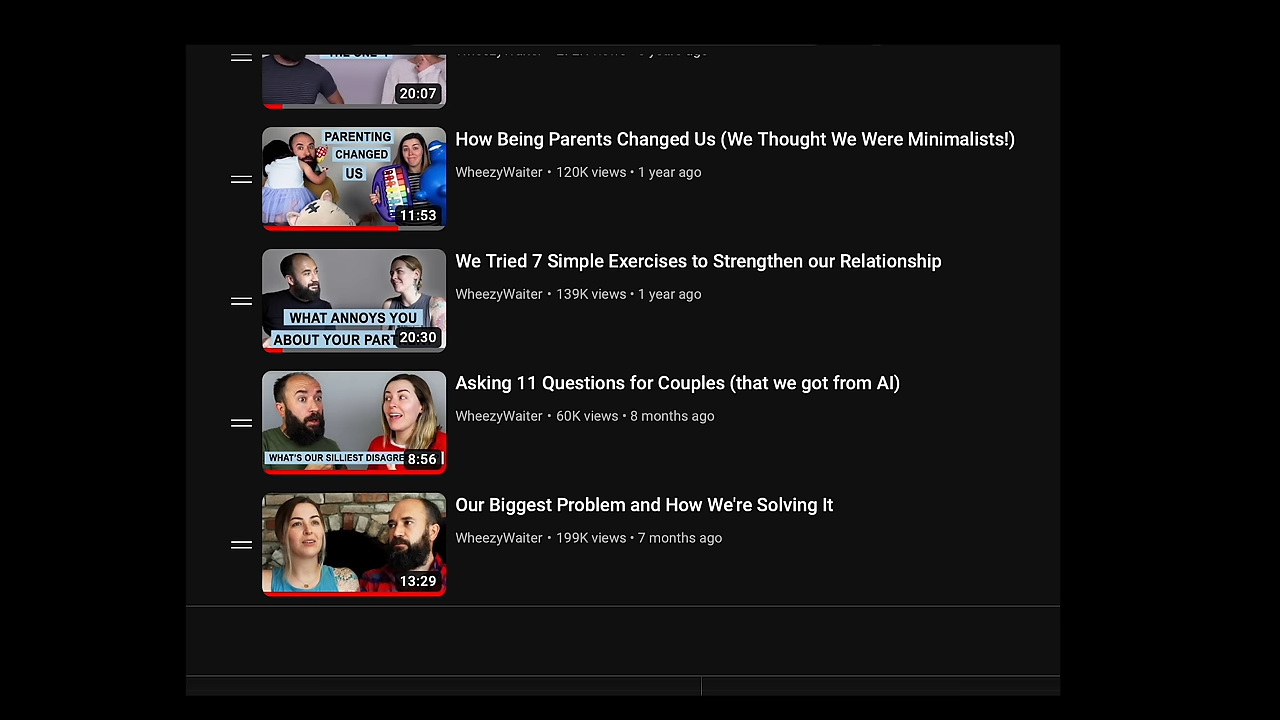 20:07
PARENTING
CHANGED
US
11:53
How Being Parents Changed Us (We Thought We Were Minimalists!)
WheezyWaiter • 120K views • 1 year ago
WHAT ANNOYS YOU
ABOUT YOUR PART
20:30
We Tried 7 Simple Exercises to Strengthen our Relationship
WheezyWaiter • 139K views • 1 year ago
WHAT'S OUR SILLIEST DISAGRE
8:56
Asking 11 Questions for Couples (that we got from AI)
WheezyWaiter • 60K views • 8 months ago
13:29
Our Biggest Problem and How We're Solving It
WheezyWaiter • 199K views • 7 months ago